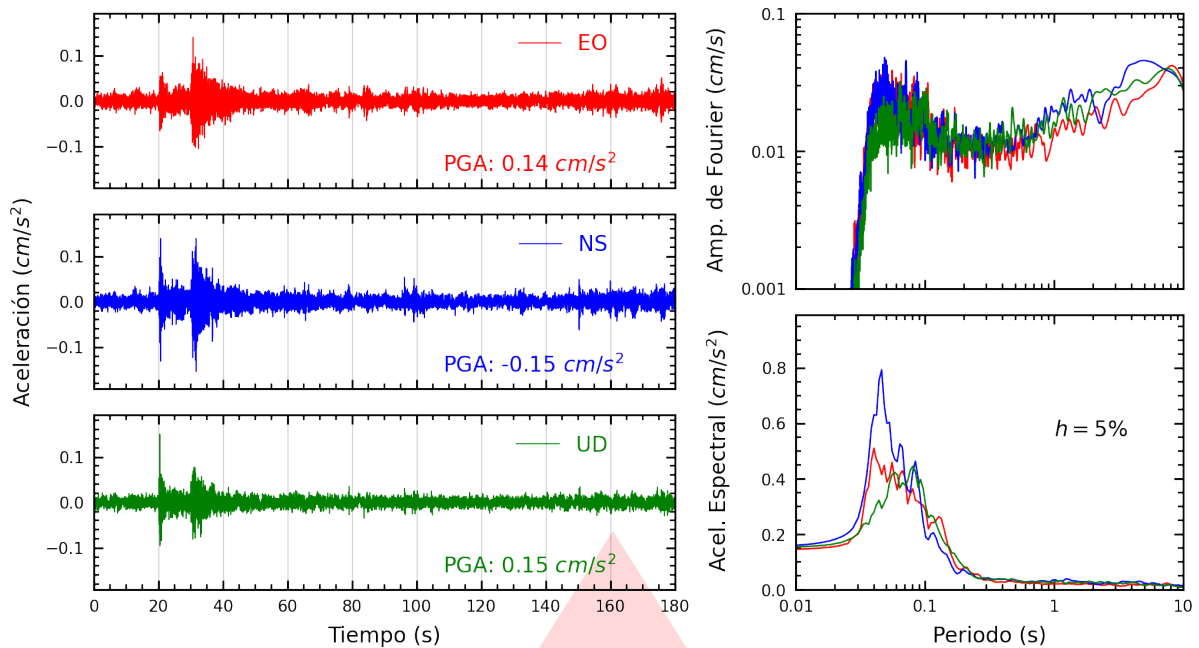 Aceleración (cm/s²)
0.1
0.0
−0.1
EO
PGA: 0.14 cm/s²
0.1
0.0
−0.1
NS
PGA: -0.15 cm/s²
0.1
0.0
−0.1
UD
PGA: 0.15 cm/s²
0 20 40 60 80 100 120 140 160 180
Tiempo (s)
Amp. de Fourier (cm/s)
0.1
0.01
0.001
Acel. Espectral (cm/s²)
0.8
0.6
0.4
0.2
0.0
h = 5%
0.01 0.1 1 10
Periodo (s)